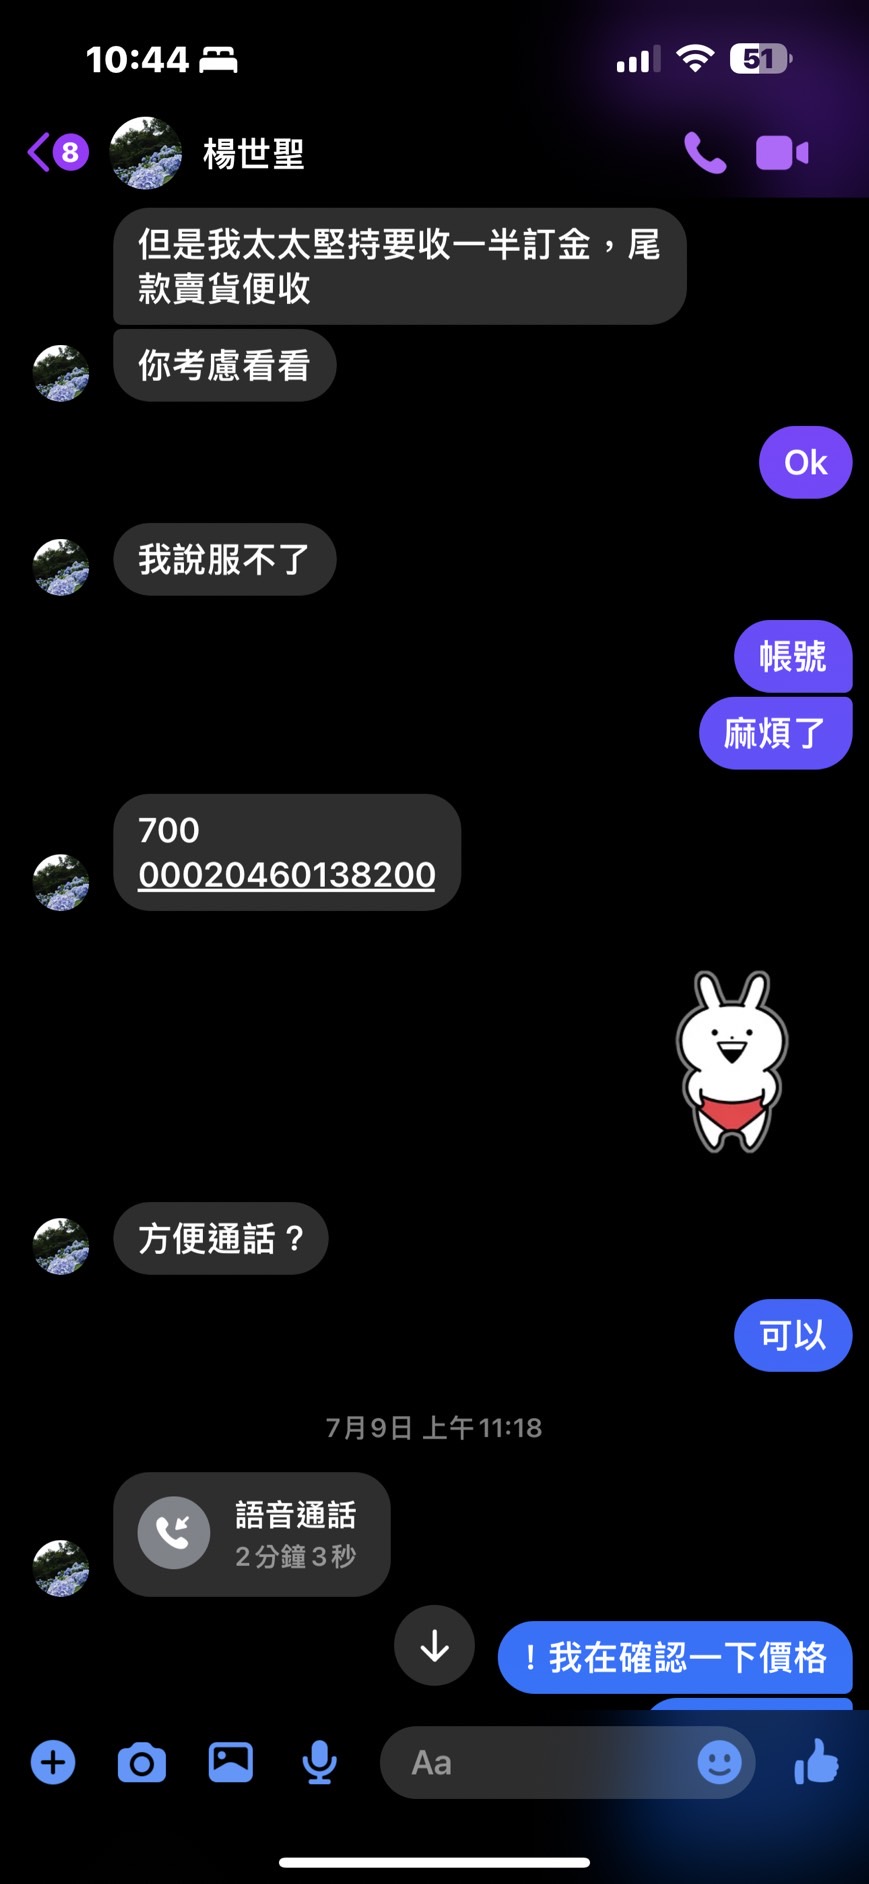 10:44
51
8
楊世聖
但是我太太堅持要收一半訂金，尾
款賣貨便收
你考慮看看
Ok
我說服不了
帳號
麻煩了
700
00020460138200
方便通話？
可以
7月9日 上午11:18
語音通話
2分鐘3秒
！我在確認一下價格
Aa